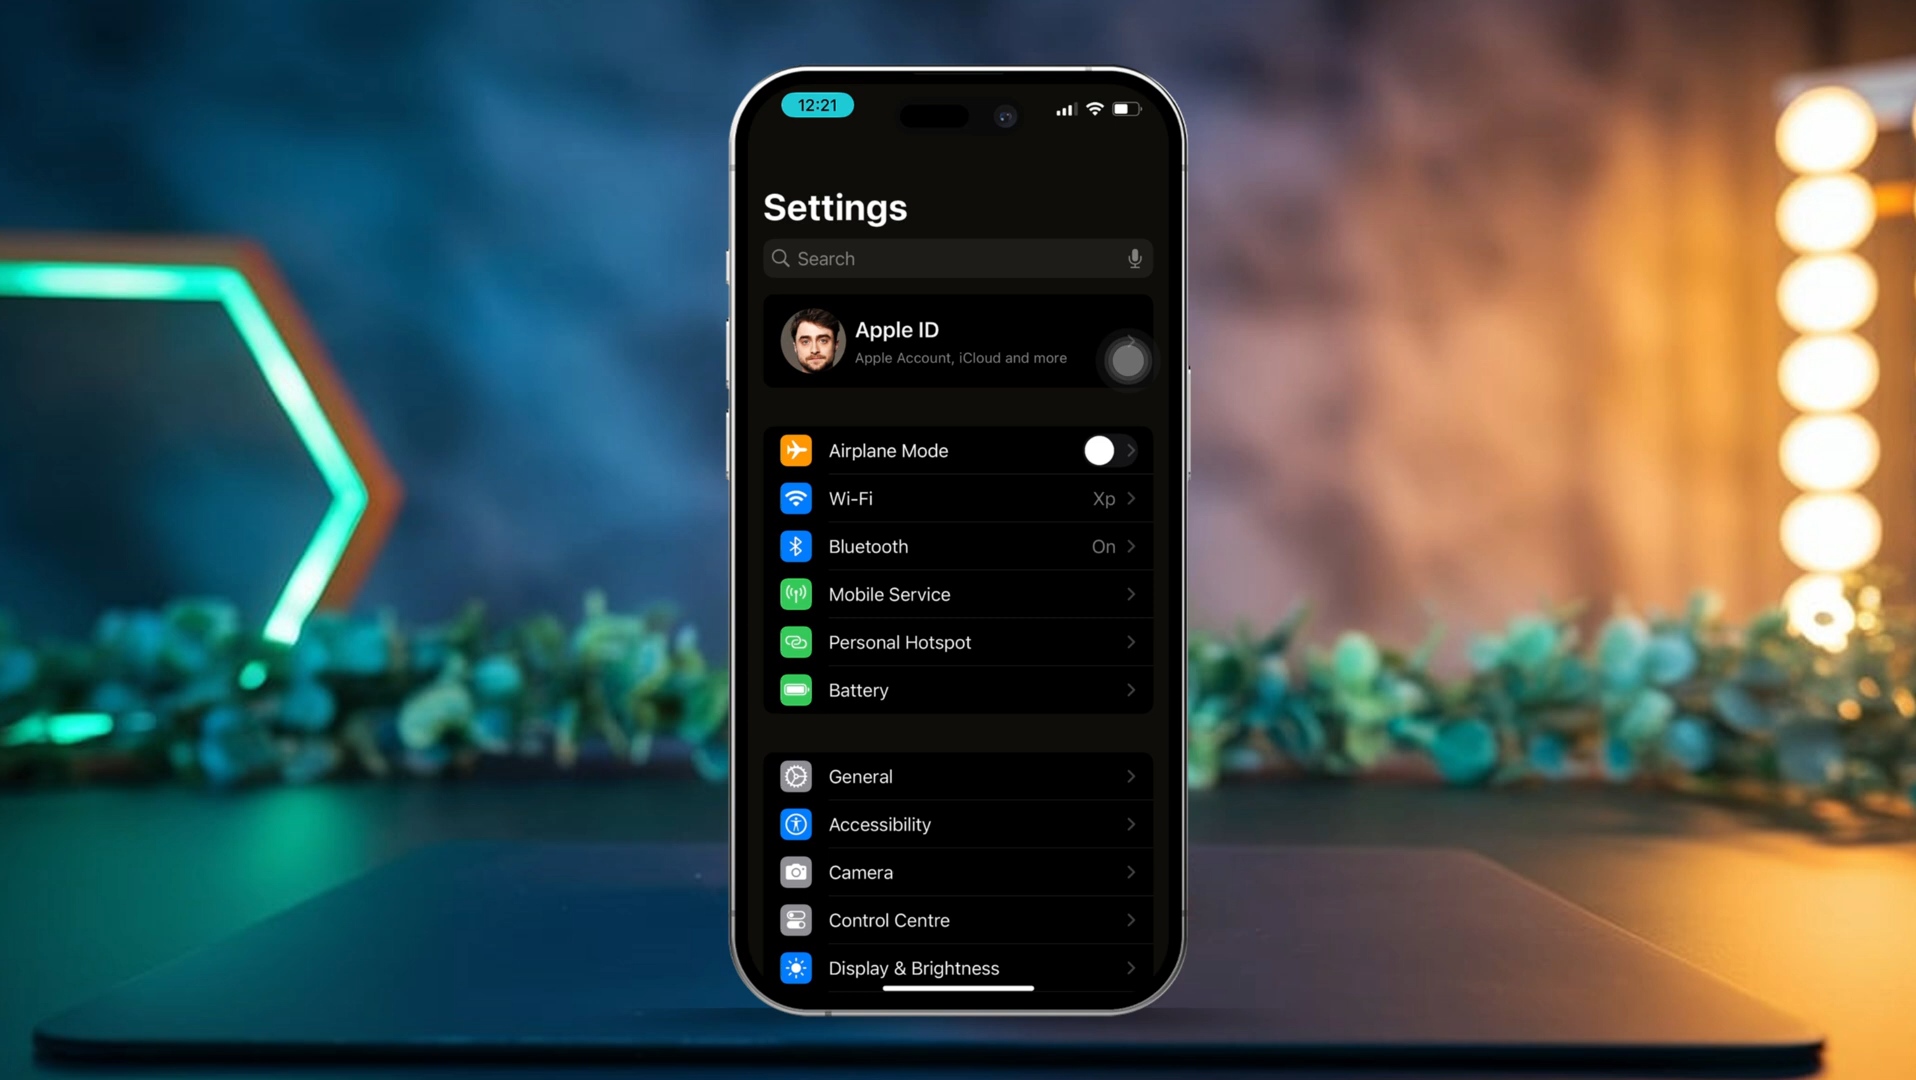 12:21
Settings
Search
Apple ID
Apple Account, iCloud and more
Airplane Mode
Wi-Fi Xp
Bluetooth On
Mobile Service
Personal Hotspot
Battery
General
Accessibility
Camera
Control Centre
Display & Brightness